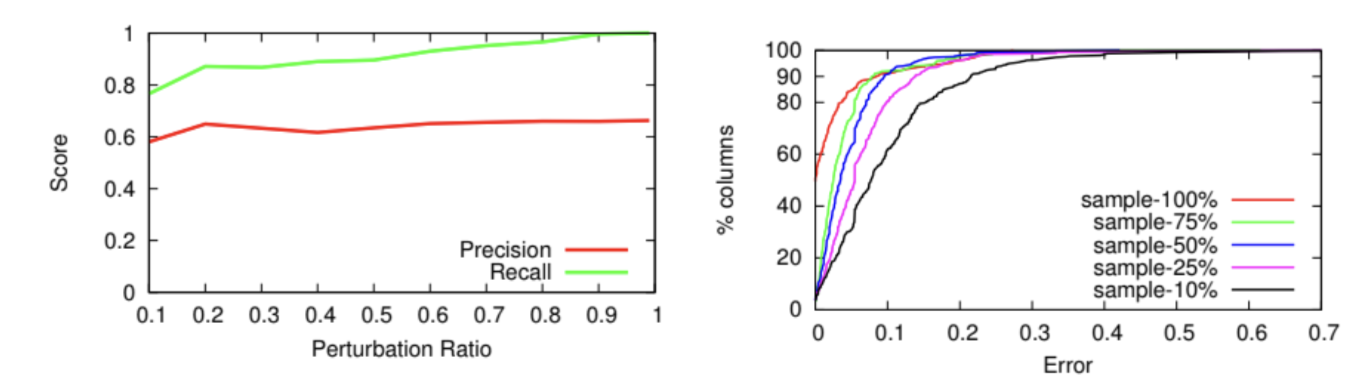 1
0.8
0.6
0.4
0.2
0
Score
0.1 0.2 0.3 0.4 0.5 0.6 0.7 0.8 0.9 1
Perturbation Ratio
Precision
Recall
100
90
80
60
40
20
0
% columns
sample-100%
sample-75%
sample-50%
sample-25%
sample-10%
0 0.1 0.2 0.3 0.4 0.5 0.6 0.7
Error